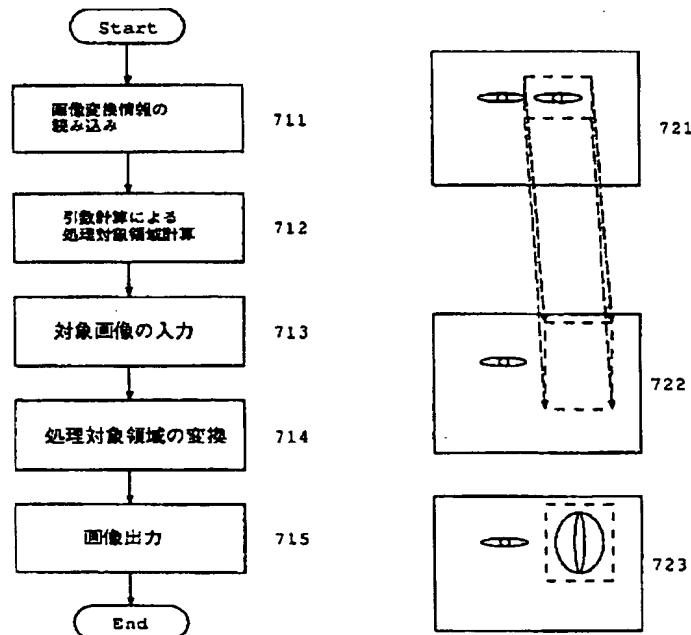 Start
画像変換情報の
読み込み
711
引数計算による
処理対象領域計算
712
対象画像の入力
713
処理対象領域の変換
714
画像出力
715
End
721
722
723